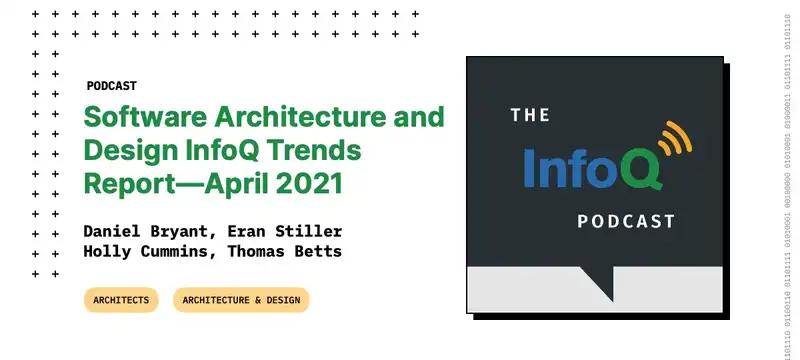 PODCAST
Software Architecture and
Design InfoQ Trends
Report—April 2021
Daniel Bryant, Eran Stiller
Holly Cummins, Thomas Betts
ARCHITECTS
ARCHITECTURE & DESIGN
THE
InfoQ
PODCAST